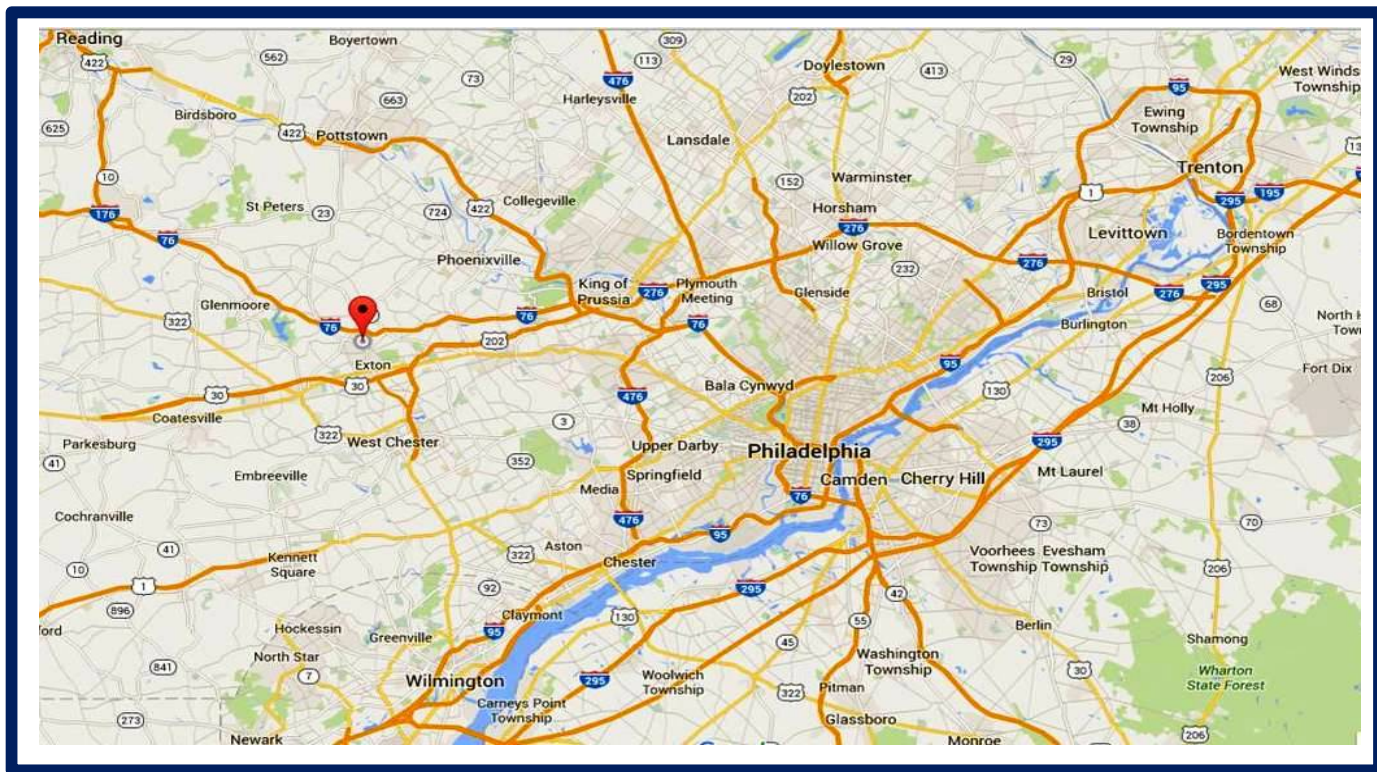 Reading
Boyertown
309
422
562
113
Doylestown
29
73
476
413
West Winds
Township
Harleysville
202
95
Birdsboro
663
Ewing
Township
625
422
Pottstown
Lansdale
Trenton
10
152
Warminster
1
St Peters
23
724
422
Collegeville
Horsham
295
195
176
276
Levittown
76
Willow Grove
Bordentown
Township
Phoenixville
232
276
King of
Prussia
276
Plymouth
Meeting
Glenside
276
295
Bristol
Glenmoore
68
322
76
76
76
Burlington
202
Exton
95
30
30
Bala Cynwyd
130
206
Fort Dix
476
Coatesville
3
Mt Holly
322
West Chester
38
Parkesburg
Upper Darby
Philadelphia
295
41
352
Embreeville
Springfield
Camden
Cherry Hill
Mt Laurel
Media
76
Cochranville
476
73
70
95
41
Aston
322
Kennett
Square
Chester
Voorhees
Township
Evesham
Township
10
1
92
295
206
896
42
Claymont
130
55
ford
Hockessin
Greenville
95
Berlin
45
Shamong
841
North Star
Washington
Township
7
Wilmington
295
Woolwich
Township
30
Wharton
State Forest
322
Pitman
Carneys Point
Township
273
Glassboro
Newark
Monroe
206